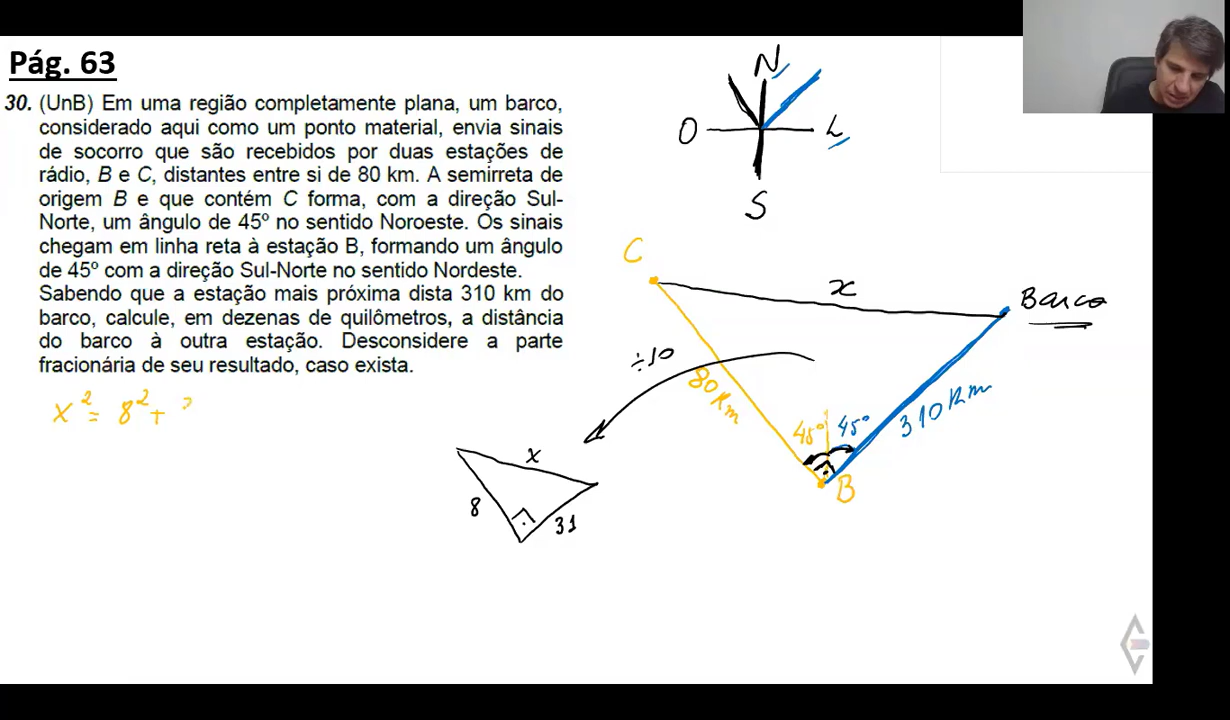 Pág. 63
30. (UnB) Em uma região completamente plana, um barco,
considerado aqui como um ponto material, envia sinais
de socorro que são recebidos por duas estações de
rádio, B e C, distantes entre si de 80 km. A semirreta de
origem B e que contém C forma, com a direção Sul-
Norte, um ângulo de 45º no sentido Noroeste. Os sinais
chegam em linha reta à estação B, formando um ângulo
de 45º com a direção Sul-Norte no sentido Nordeste.
Sabendo que a estação mais próxima dista 310 km do
barco, calcule, em dezenas de quilômetros, a distância
do barco à outra estação. Desconsidere a parte
fracionária de seu resultado, caso exista.
x² = 8² +
N
O
L
S
C
x
Barco
÷10
80 Km
45º
45º
310 Km
B
x
8
31